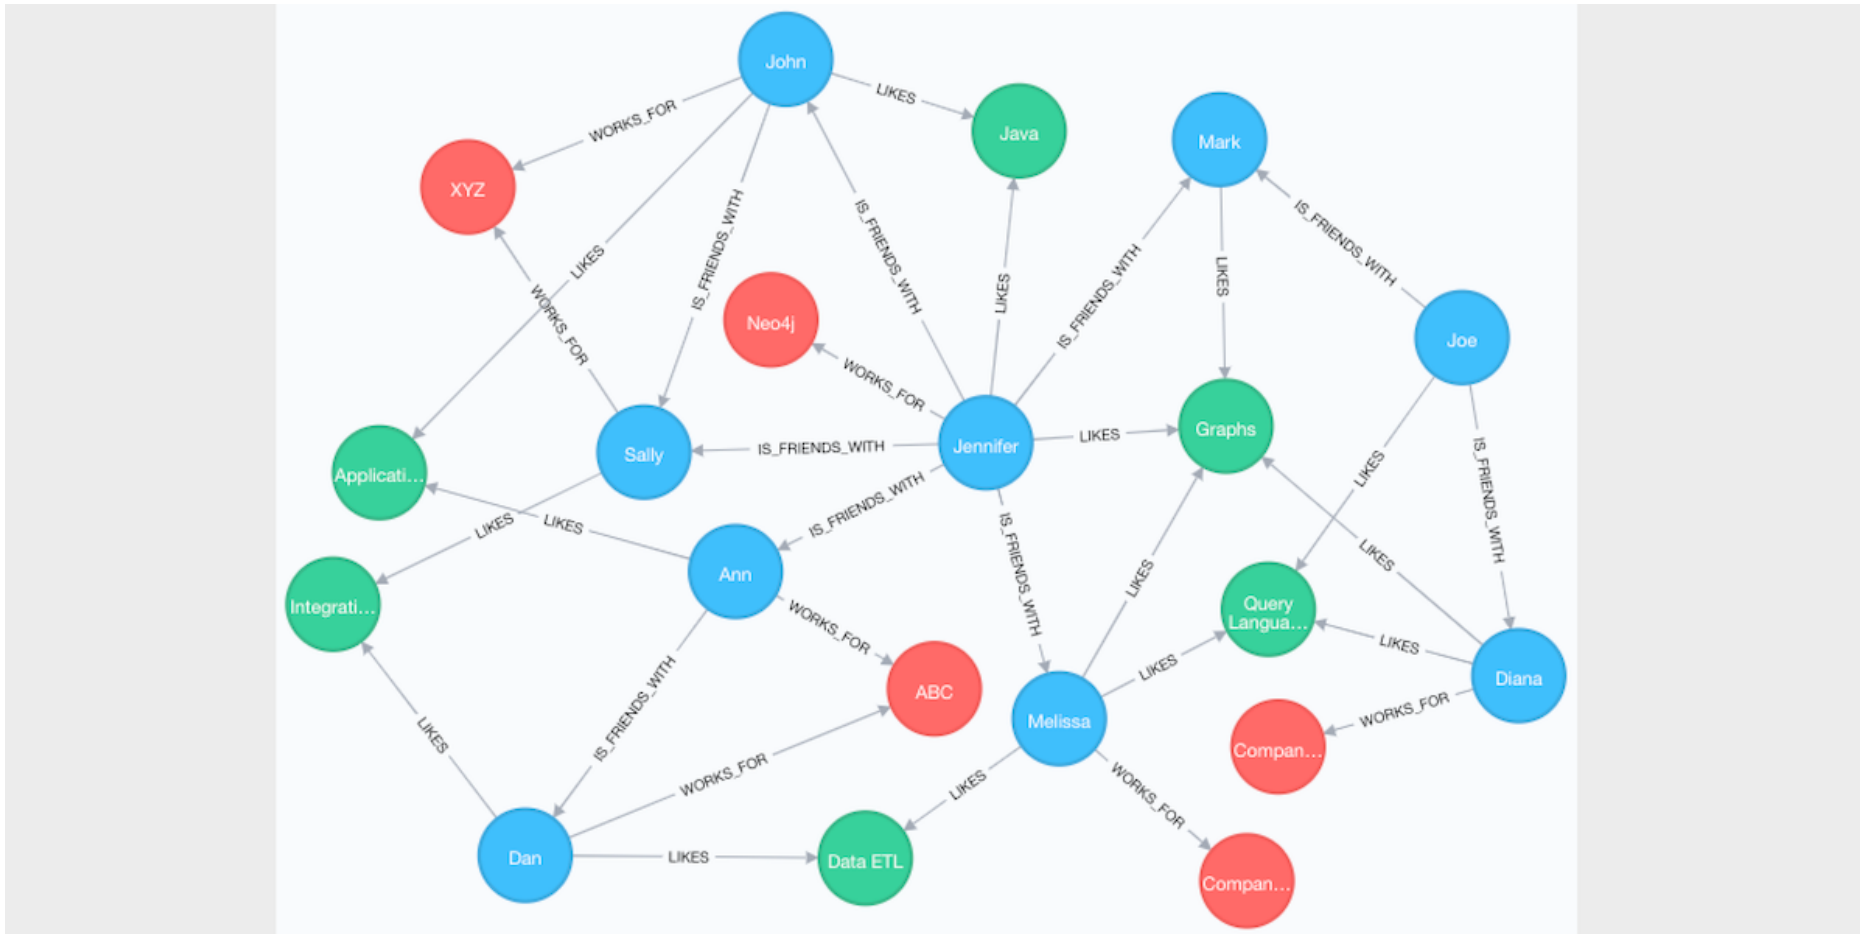 John
LIKES
WORKS_FOR
Java
Mark
XYZ
IS_FRIENDS_WITH
IS_FRIENDS_WITH
IS_FRIENDS_WITH
LIKES
LIKES
LIKES
IS_FRIENDS_WITH
WORKS_FOR
Neo4j
Joe
WORKS_FOR
Sally
IS_FRIENDS_WITH
Jennifer
LIKES
Graphs
Applicati...
LIKES
IS_FRIENDS_WITH
LIKES
LIKES
IS_FRIENDS_WITH
IS_FRIENDS_WITH
LIKES
Ann
LIKES
Integrati...
WORKS_FOR
Query
Langua...
LIKES
LIKES
Diana
ABC
Melissa
IS_FRIENDS_WITH
WORKS_FOR
LIKES
Compan...
WORKS_FOR
LIKES
WORKS_FOR
Dan
LIKES
Data ETL
Compan...